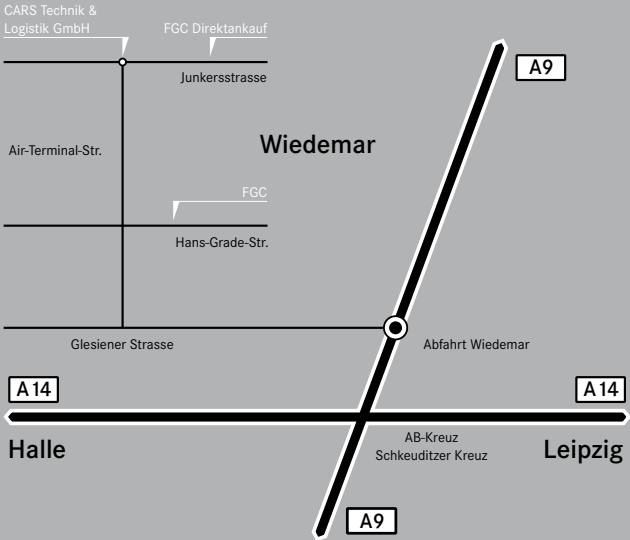 CARS Technik &
Logistik GmbH
FGC Direktankauf
Junkersstrasse
A9
Wiedemar
Air-Terminal-Str.
FGC
Hans-Grade-Str.
Glesiener Strasse
Abfahrt Wiedemar
A14
A14
Halle
AB-Kreuz
Schkeuditzer Kreuz
Leipzig
A9